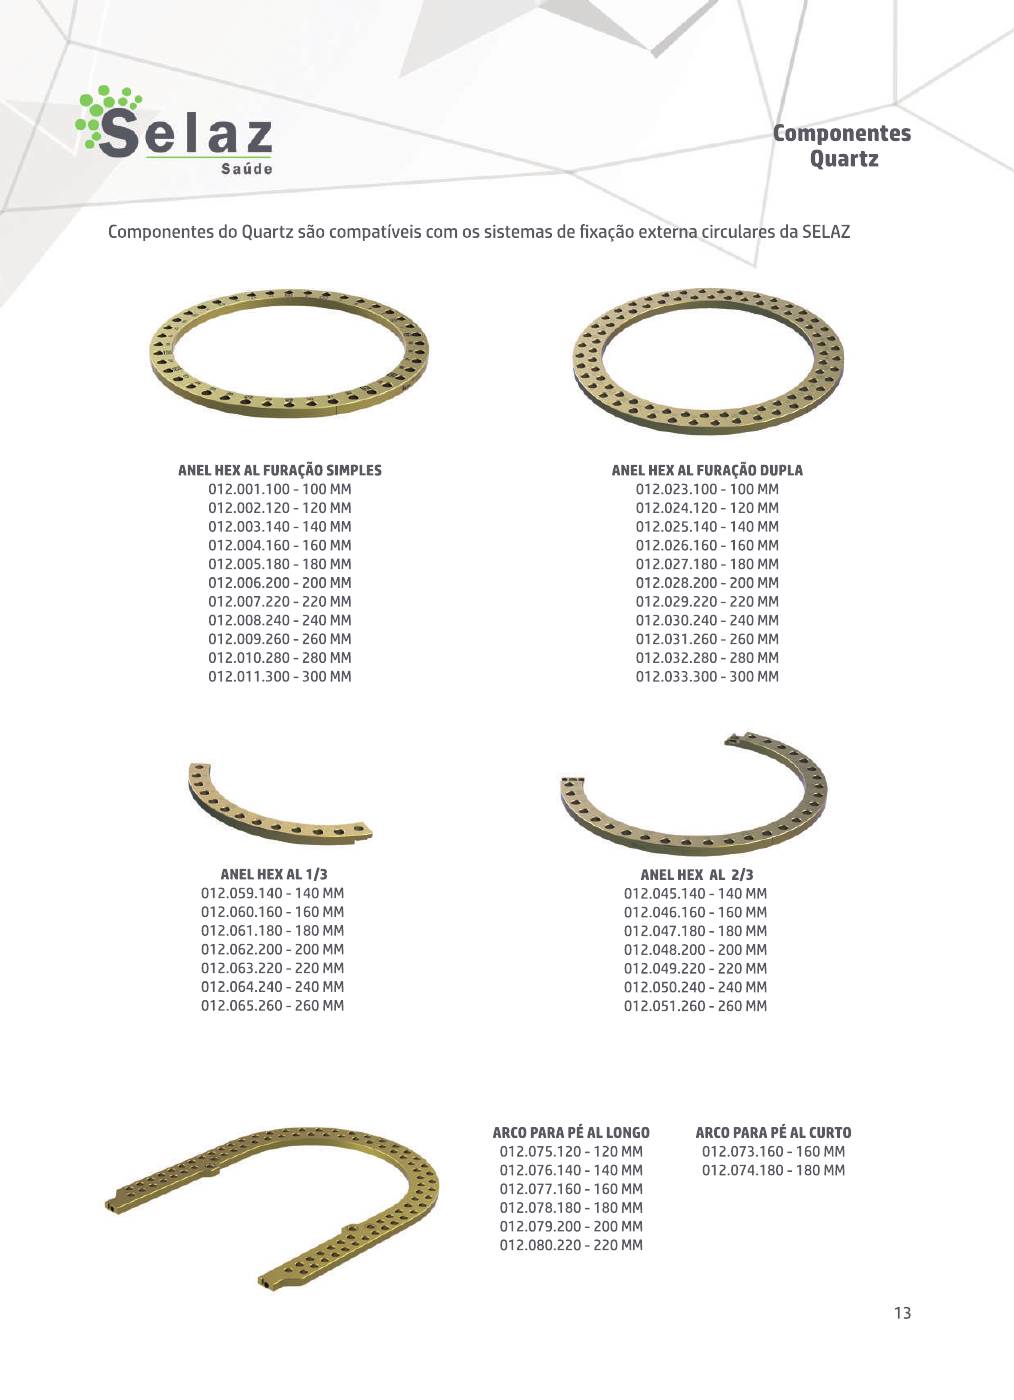 Selaz
Saúde
Componentes
Quartz
Componentes do Quartz são compatíveis com os sistemas de fixação externa circulares da SELAZ
ANEL HEX AL FURAÇÃO SIMPLES
012.001.100 - 100 MM
012.002.120 - 120 MM
012.003.140 - 140 MM
012.004.160 - 160 MM
012.005.180 - 180 MM
012.006.200 - 200 MM
012.007.220 - 220 MM
012.008.240 - 240 MM
012.009.260 - 260 MM
012.010.280 - 280 MM
012.011.300 - 300 MM
ANEL HEX AL FURAÇÃO DUPLA
012.023.100 - 100 MM
012.024.120 - 120 MM
012.025.140 - 140 MM
012.026.160 - 160 MM
012.027.180 - 180 MM
012.028.200 - 200 MM
012.029.220 - 220 MM
012.030.240 - 240 MM
012.031.260 - 260 MM
012.032.280 - 280 MM
012.033.300 - 300 MM
ANEL HEX AL 1/3
012.059.140 - 140 MM
012.060.160 - 160 MM
012.061.180 - 180 MM
012.062.200 - 200 MM
012.063.220 - 220 MM
012.064.240 - 240 MM
012.065.260 - 260 MM
ANEL HEX AL 2/3
012.045.140 - 140 MM
012.046.160 - 160 MM
012.047.180 - 180 MM
012.048.200 - 200 MM
012.049.220 - 220 MM
012.050.240 - 240 MM
012.051.260 - 260 MM
ARCO PARA PÉ AL LONGO
012.075.120 - 120 MM
012.076.140 - 140 MM
012.077.160 - 160 MM
012.078.180 - 180 MM
012.079.200 - 200 MM
012.080.220 - 220 MM
ARCO PARA PÉ AL CURTO
012.073.160 - 160 MM
012.074.180 - 180 MM
13